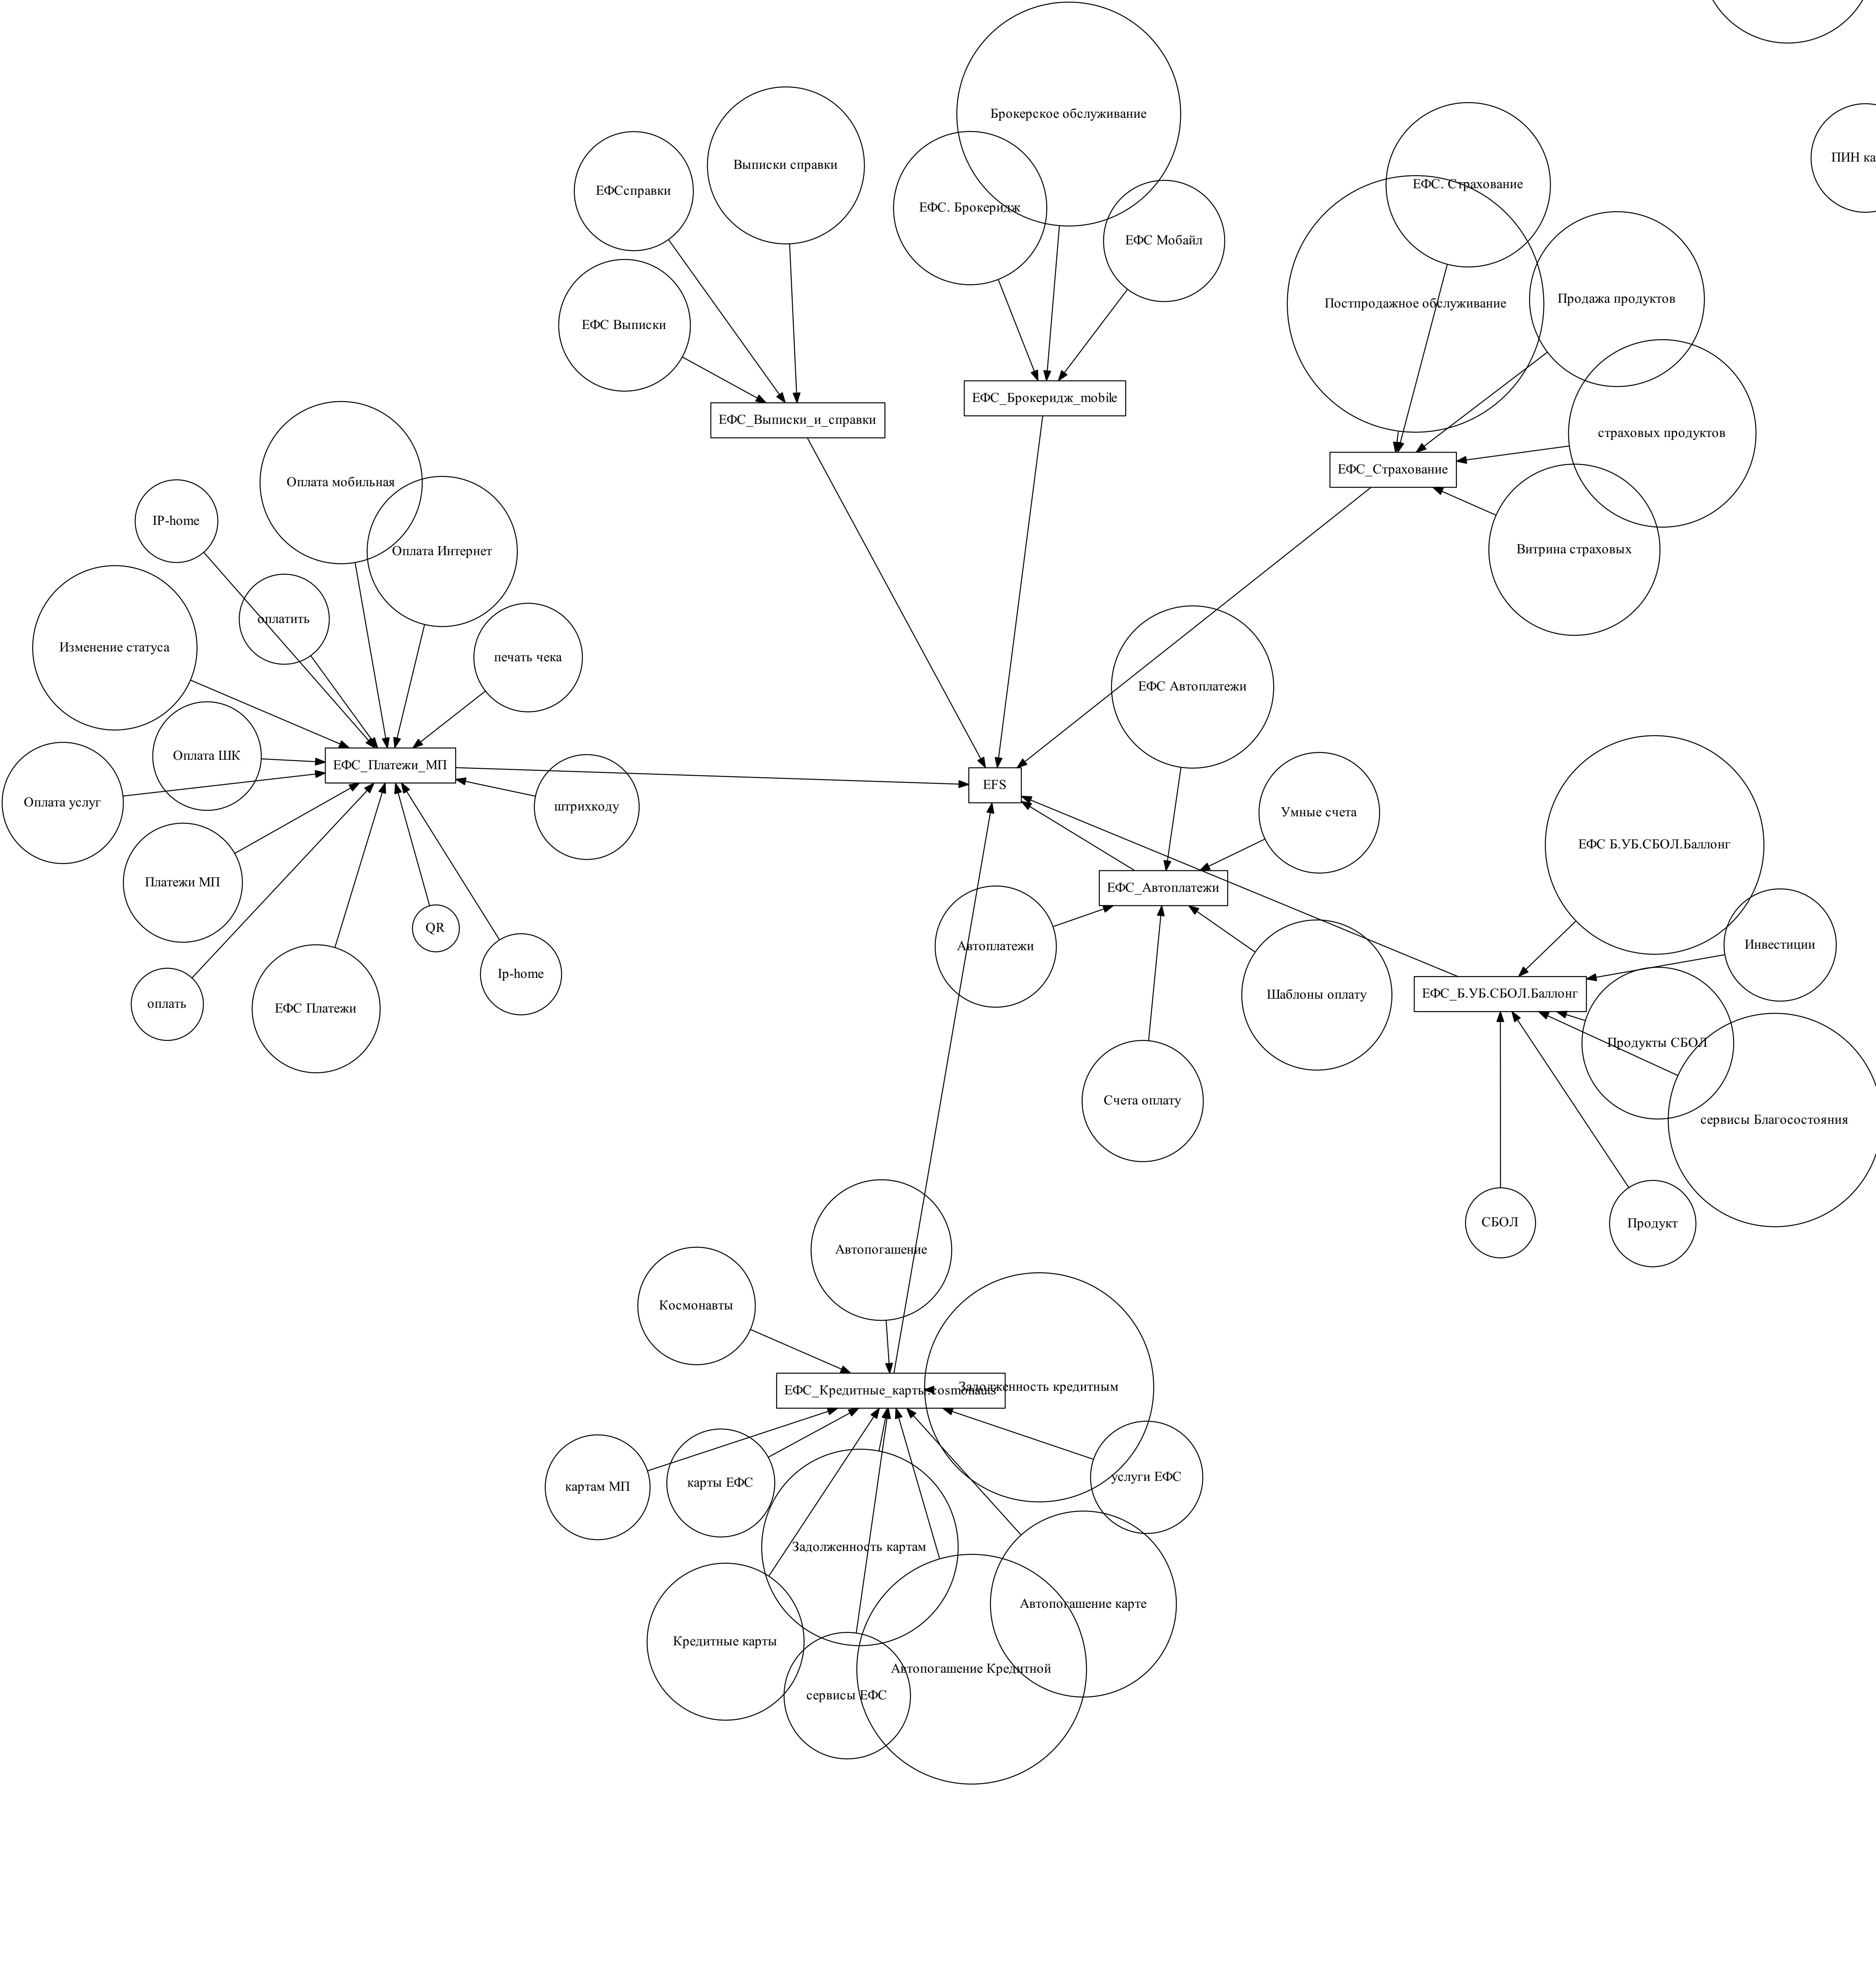 Брокерское обслуживание
ПИН ка
Выписки справки
ЕФС. Страхование
ЕФСсправки
ЕФС. Брокеридж
ЕФС Мобайл
Продажа продуктов
Постпродажное обслуживание
ЕФС Выписки
ЕФС_Брокеридж_mobile
ЕФС_Выписки_и_справки
страховых продуктов
ЕФС_Страхование
Оплата мобильная
IP-home
Оплата Интернет
Витрина страховых
оплатить
Изменение статуса
печать чека
ЕФС Автоплатежи
Оплата ШК
ЕФС_Платежи_МП
EFS
Оплата услуг
штрихкоду
Умные счета
ЕФС Б.УБ.СБОЛ.Баллонг
Платежи МП
ЕФС_Автоплатежи
QR
Автоплатежи
Инвестиции
Ip-home
Шаблоны оплату
ЕФС_Б.УБ.СБОЛ.Баллонг
оплать
ЕФС Платежи
Продукты СБОЛ
Счета оплату
сервисы Благосостояния
СБОЛ
Продукт
Автопогашение
Космонавты
Задолженность кредитным
ЕФС_Кредитные_карты.cosmonauts
услуги ЕФС
карты ЕФС
картам МП
Задолженность картам
Автопогашение карте
Кредитные карты
Автопогашение Кредитной
сервисы ЕФС